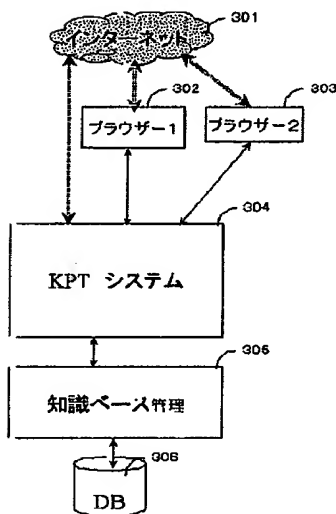 301
インターネット
302
303
ブラウザー1
ブラウザー2
304
KPT システム
305
知識ベース管理
306
DB